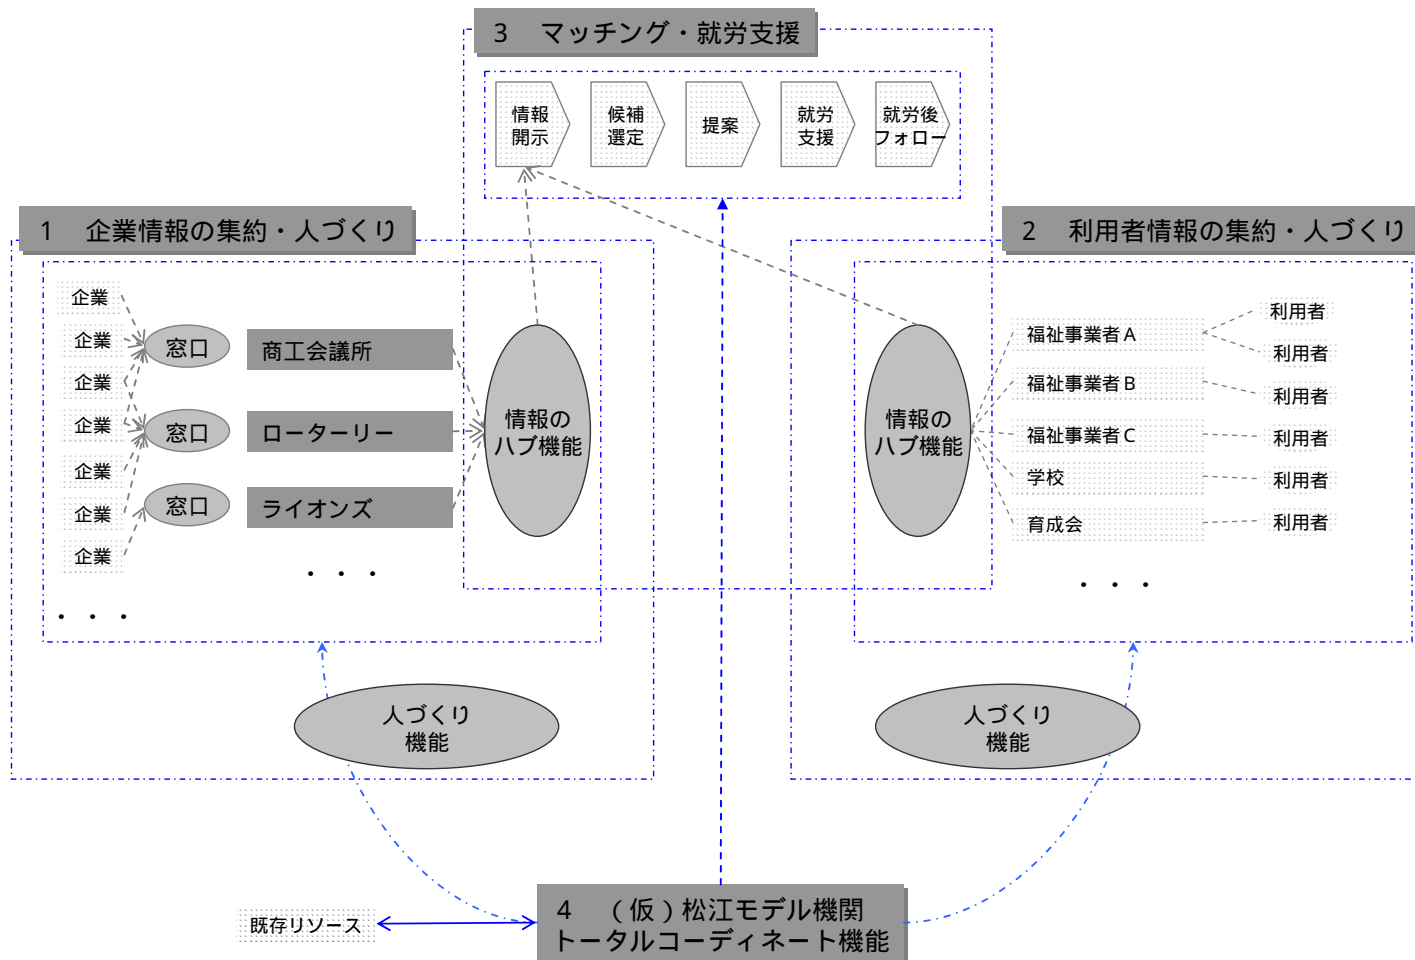 3 マッチング・就労支援
情報
開示
候補
選定
提案
就労
支援
就労後
フォロー
1 企業情報の集約・人づくり
企業
企業
企業
企業
企業
企業
企業
・・・
窓口
窓口
窓口
商工会議所
ローターリー
ライオンズ
・・・
情報の
ハブ機能
人づくり
機能
2 利用者情報の集約・人づくり
情報の
ハブ機能
福祉事業者A
福祉事業者B
福祉事業者C
学校
育成会
・・・
利用者
利用者
利用者
利用者
利用者
利用者
人づくり
機能
既存リソース
4 (仮)松江モデル機関
トータルコーディネート機能